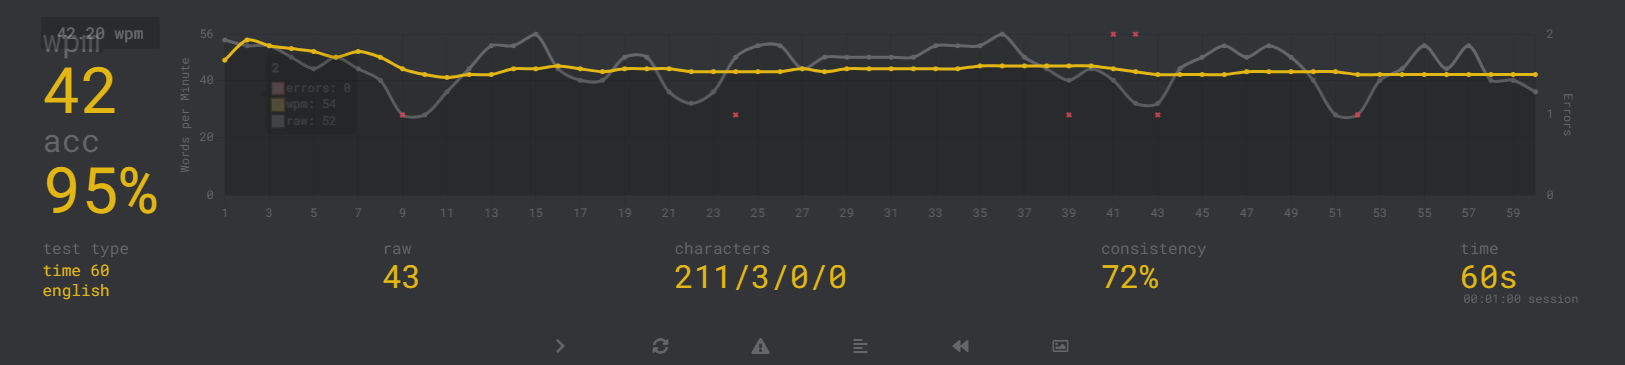 42.20 wpm
wpm
42
acc
95%
Words per Minute
56
40
20
0
2
errors: 0
wpm: 54
raw: 52
2
1
0
Errors
1 3 5 7 9 11 13 15 17 19 21 23 25 27 29 31 33 35 37 39 41 43 45 47 49 51 53 55 57 59
test type
time 60
english
raw
43
characters
211/3/0/0
consistency
72%
time
60s
00:01:00 session